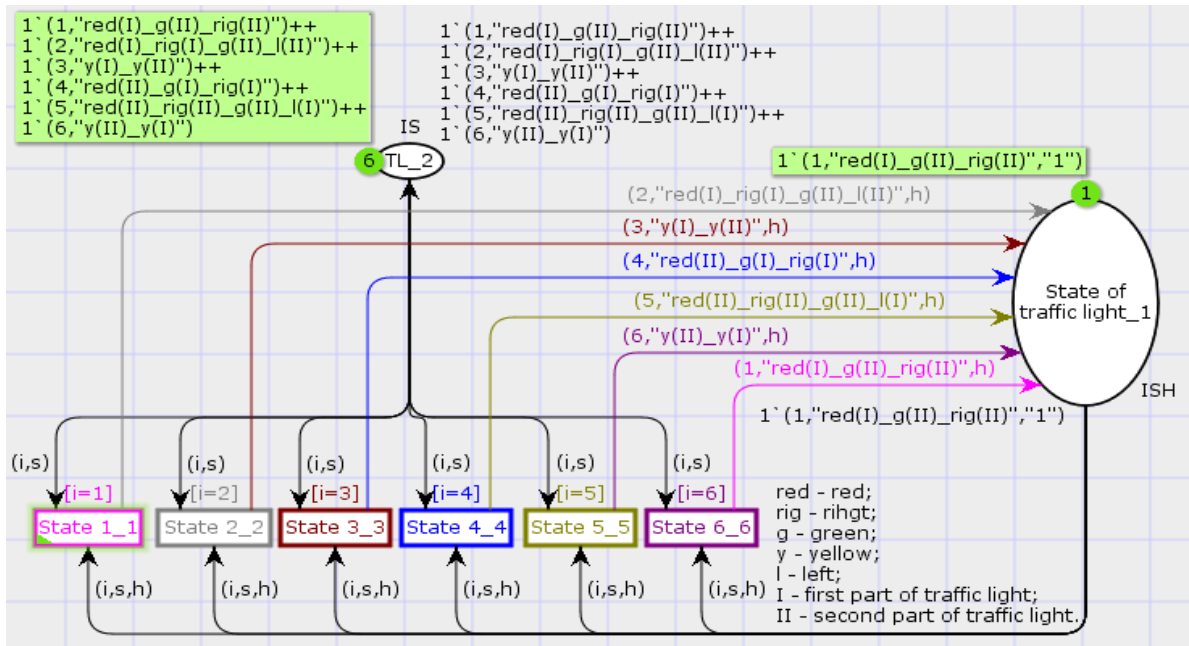 1`(1,"red(I)_g(II)_rig(II)")++
1`(2,"red(I)_rig(I)_g(II)_l(II)")++
1`(3,"y(I)_y(II)")++
1`(4,"red(II)_g(I)_rig(I)")++
1`(5,"red(II)_rig(II)_g(II)_l(I)")++
1`(6,"y(II)_y(I)")
1`(1,"red(I)_g(II)_rig(II)")++
1`(2,"red(I)_rig(I)_g(II)_l(II)")++
1`(3,"y(I)_y(II)")++
1`(4,"red(II)_g(I)_rig(I)")++
1`(5,"red(II)_rig(II)_g(II)_l(I)")++
1`(6,"y(II)_y(I)")
IS
6
TL_2
1`(1,"red(I)_g(II)_rig(II)","1")
1
(2,"red(I)_rig(I)_g(II)_l(II)",h)
(3,"y(I)_y(II)",h)
(4,"red(II)_g(I)_rig(I)",h)
(5,"red(II)_rig(II)_g(II)_l(I)",h)
(6,"y(II)_y(I)",h)
(1,"red(I)_g(II)_rig(II)",h)
State of
traffic light_1
ISH
1`(1,"red(I)_g(II)_rig(II)","1")
(i,s)
(i,s)
(i,s)
(i,s)
(i,s)
(i,s)
[i=1]
[i=2]
[i=3]
[i=4]
[i=5]
[i=6]
State 1_1
State 2_2
State 3_3
State 4_4
State 5_5
State 6_6
(i,s,h)
(i,s,h)
(i,s,h)
(i,s,h)
(i,s,h)
(i,s,h)
red - red;
rig - rihgt;
g - green;
y - yellow;
l - left;
I - first part of traffic light;
II - second part of traffic light.